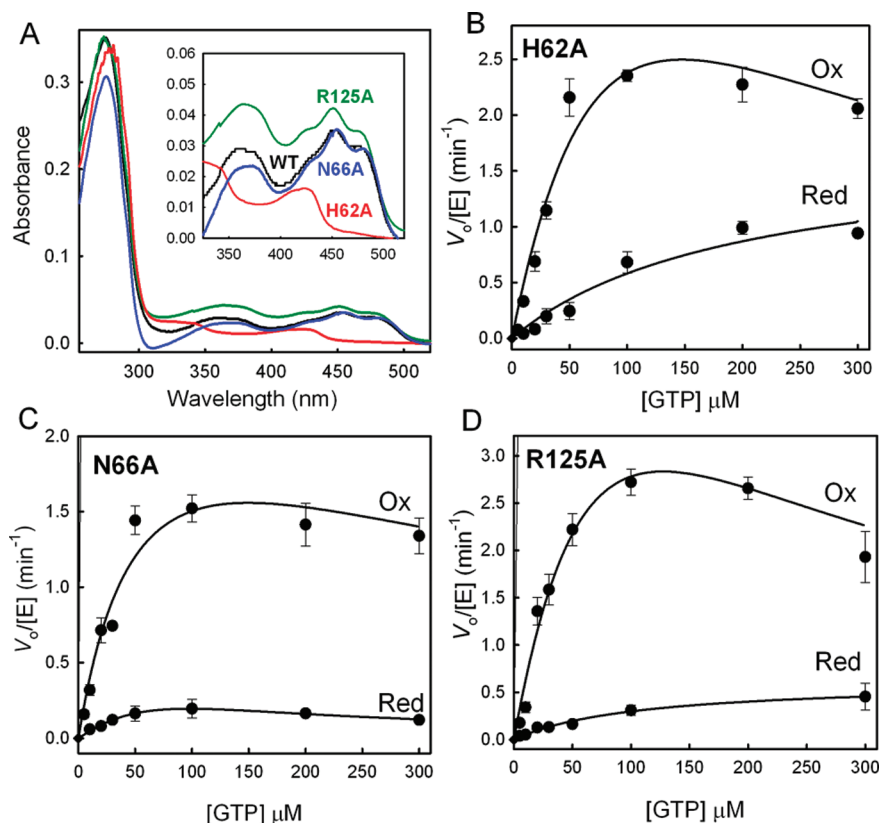 A
Absorbance
0.3
0.2
0.1
0.0
300
350
400
450
500
Wavelength (nm)
0.06
0.05
0.04
0.03
0.02
0.01
0.00
350
400
450
500
R125A
WT
N66A
H62A
B
H62A
Ox
Red
Vo/[E] (min⁻¹)
2.5
2.0
1.5
1.0
0.5
0.0
0
50
100
150
200
250
300
[GTP] μM
C
N66A
Ox
Red
Vo/[E] (min⁻¹)
2.0
1.5
1.0
0.5
0.0
0
50
100
150
200
250
300
[GTP] μM
D
R125A
Ox
Red
Vo/[E] (min⁻¹)
3.0
2.5
2.0
1.5
1.0
0.5
0.0
0
50
100
150
200
250
300
[GTP] μM